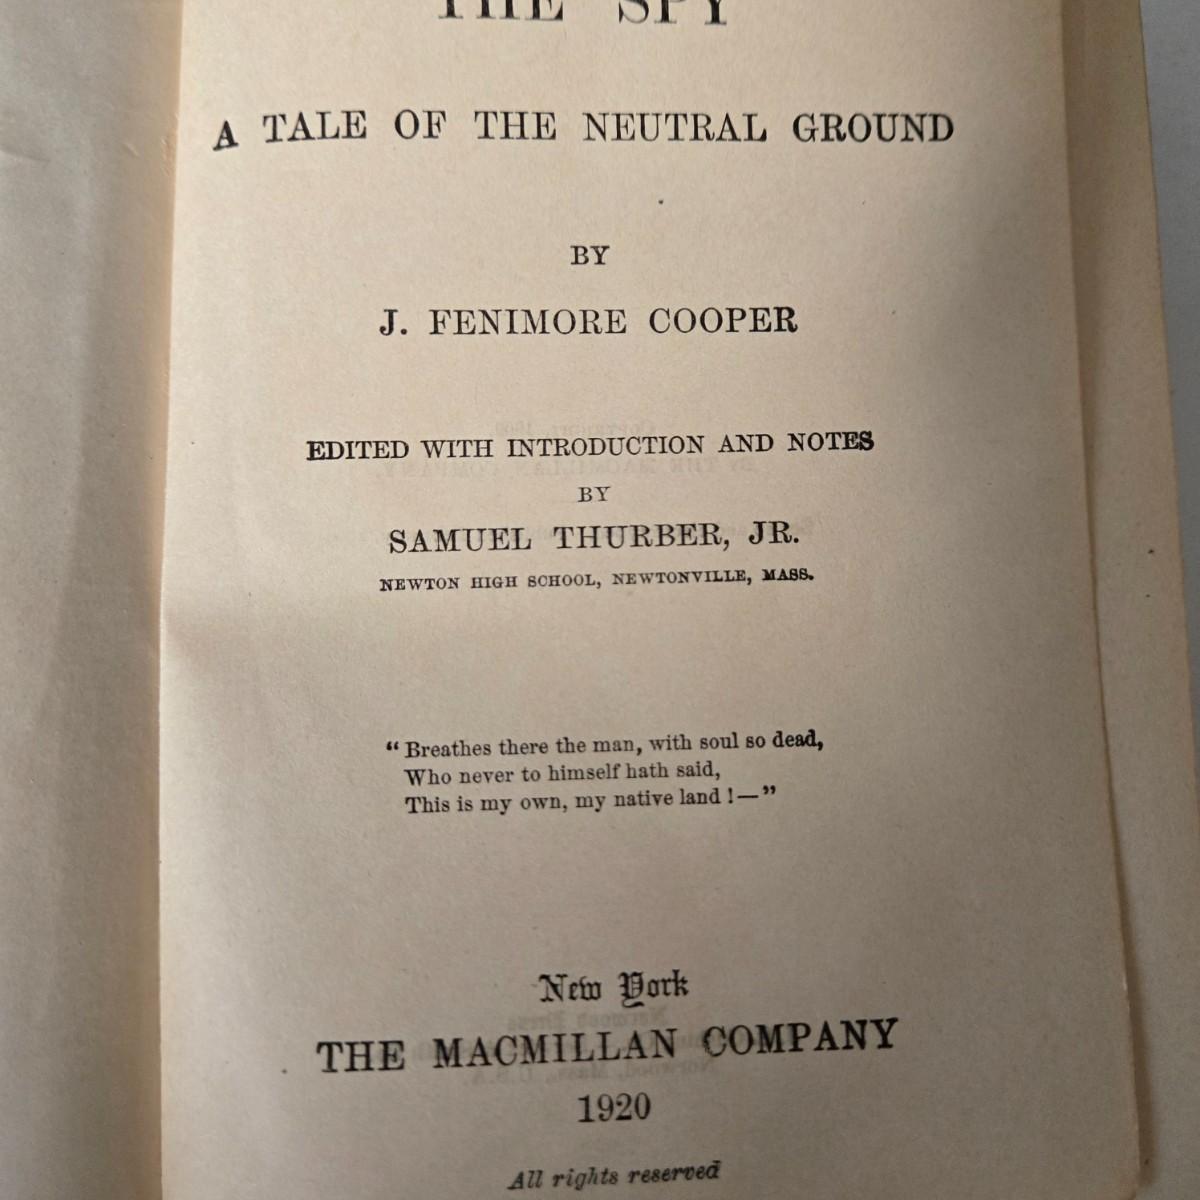 THE SPY
A TALE OF THE NEUTRAL GROUND
BY
J. FENIMORE COOPER
EDITED WITH INTRODUCTION AND NOTES
BY
SAMUEL THURBER, JR.
NEWTON HIGH SCHOOL, NEWTONVILLE, MASS.
“Breathes there the man, with soul so dead,
Who never to himself hath said,
This is my own, my native land!—”
New York
THE MACMILLAN COMPANY
1920
All rights reserved